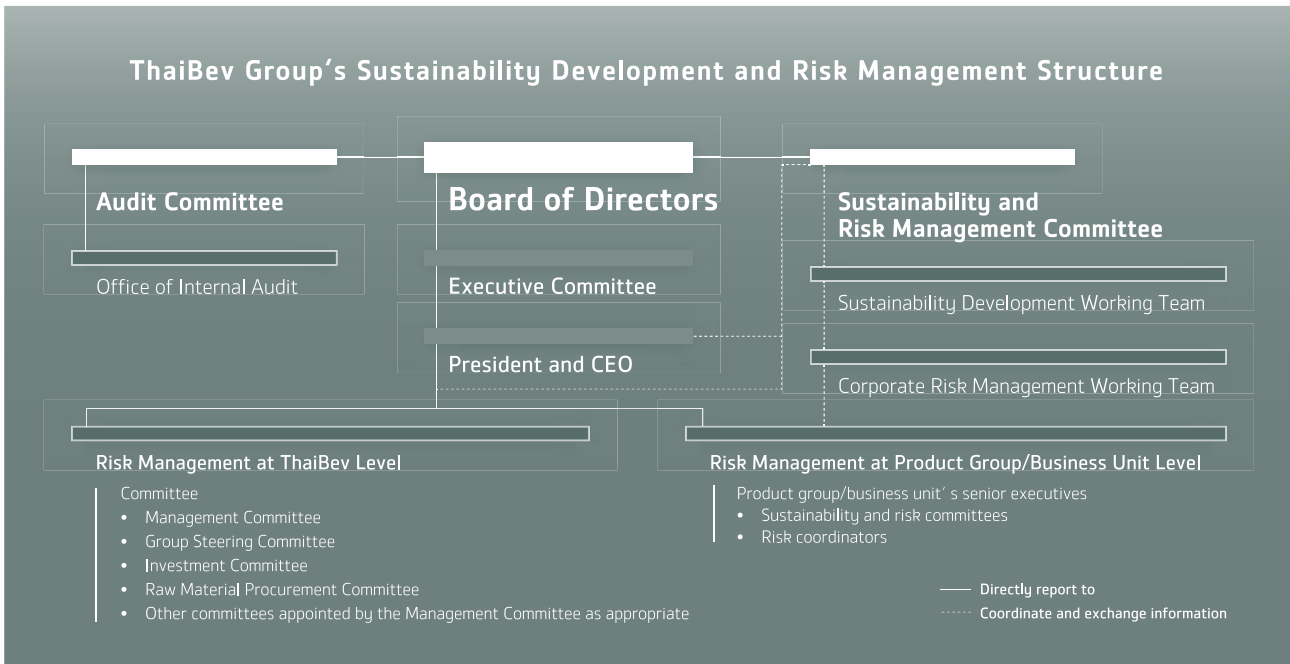 ThaiBev Group's Sustainability Development and Risk Management Structure
Audit Committee
Office of Internal Audit
Board of Directors
Executive Committee
President and CEO
Sustainability and
Risk Management Committee
Sustainability Development Working Team
Corporate Risk Management Working Team
Risk Management at ThaiBev Level
Committee
• Management Committee
• Group Steering Committee
• Investment Committee
• Raw Material Procurement Committee
• Other committees appointed by the Management Committee as appropriate
Risk Management at Product Group/Business Unit Level
Product group/business unit's senior executives
• Sustainability and risk committees
• Risk coordinators
Directly report to
Coordinate and exchange information